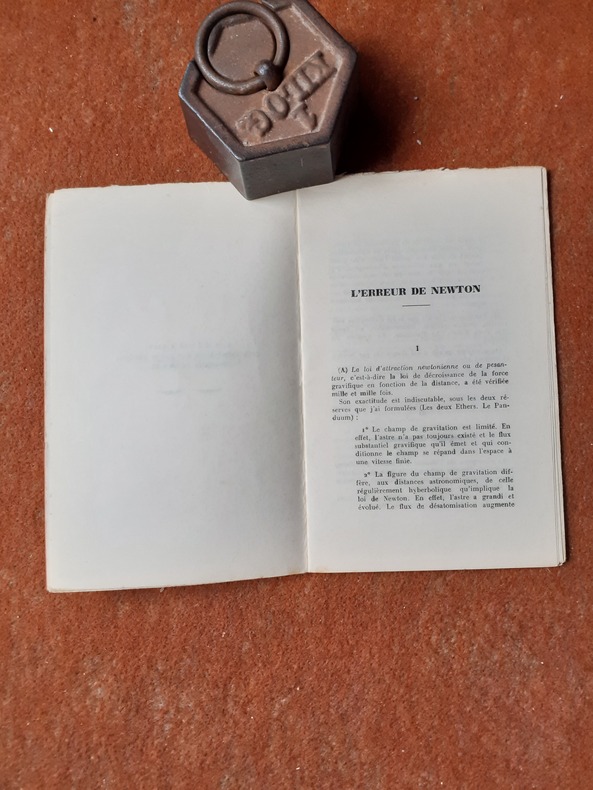 1
KILOG.
L'ERREUR DE NEWTON
I
(A) La loi d'attraction newtonienne ou de pesan-
teur, c'est-à-dire la loi de décroissance de la force
gravifique en fonction de la distance, a été vérifiée
mille et mille fois.
Son exactitude est indiscutable, sous les deux ré-
serves que j'ai formulées (Les deux Ethers. Le Pan-
duum) :
1° Le champ de gravitation est limité. En
effet, l'astre n'a pas toujours existé et le flux
substantiel gravifique qu'il émet et qui con-
ditionne le champ se répand dans l'espace à
une vitesse finie.
2° La figure du champ de gravitation dif-
fère, aux distances astronomiques, de celle
régulièrement hyberbolique qu'implique la
loi de Newton. En effet, l'astre a grandi et
évolué. Le flux de désatomisation augmente